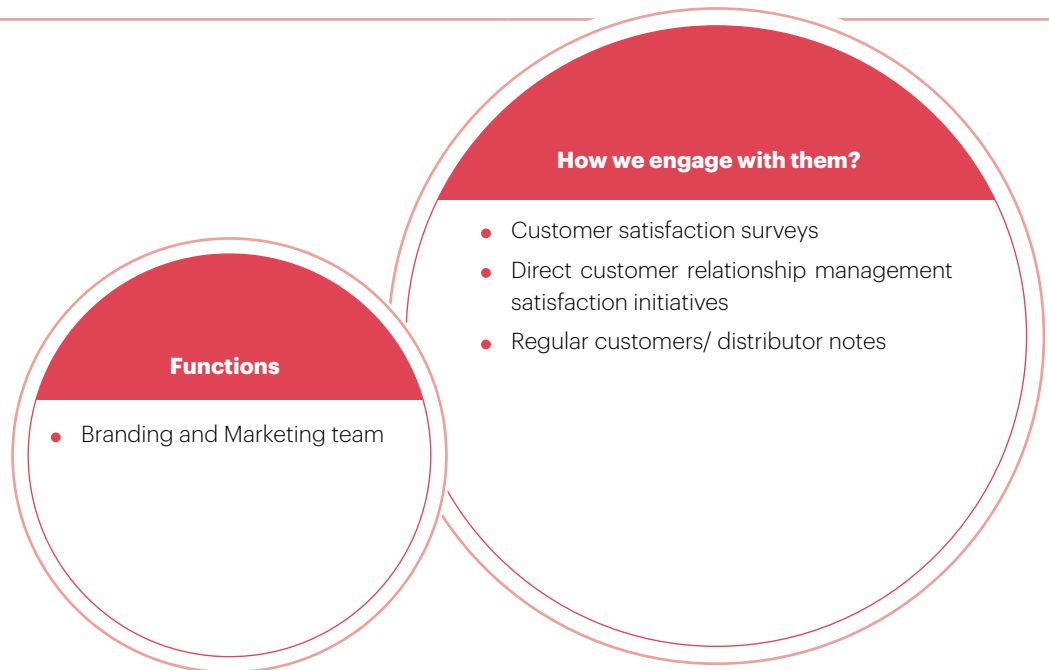 How we engage with them?
• Customer satisfaction surveys
• Direct customer relationship management
satisfaction initiatives
• Regular customers/ distributor notes
Functions
• Branding and Marketing team